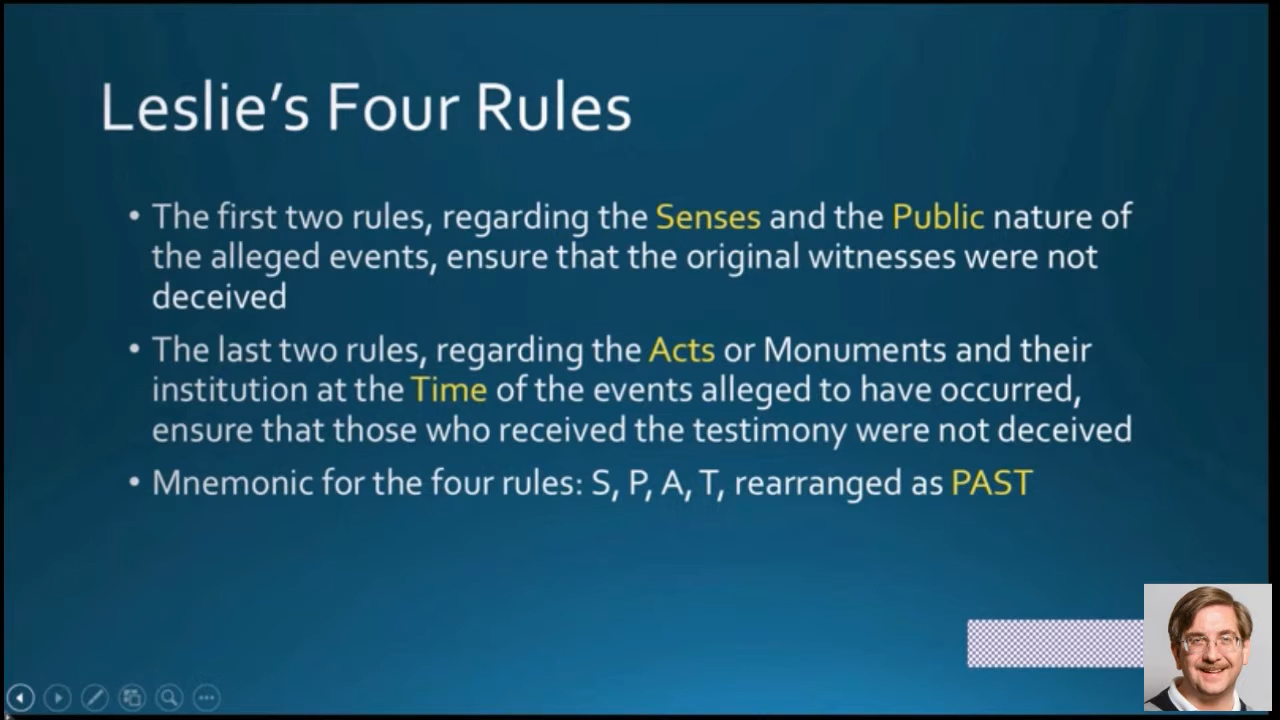 Leslie's Four Rules
• The first two rules, regarding the Senses and the Public nature of
the alleged events, ensure that the original witnesses were not
deceived
• The last two rules, regarding the Acts or Monuments and their
institution at the Time of the events alleged to have occurred,
ensure that those who received the testimony were not deceived
• Mnemonic for the four rules: S, P, A, T, rearranged as PAST